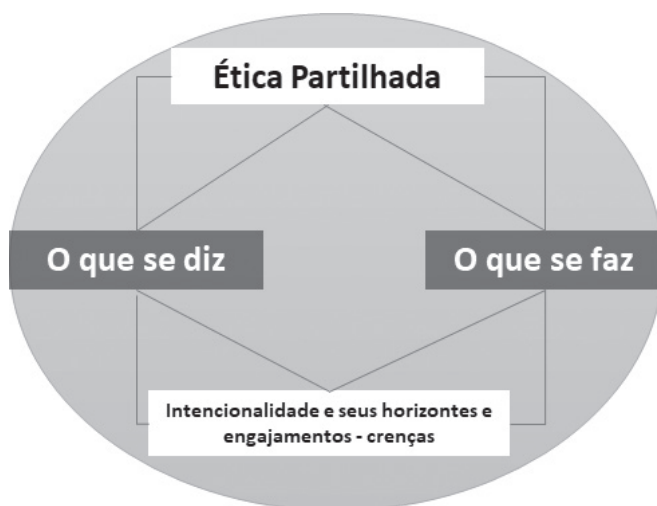 Ética Partilhada
O que se diz
O que se faz
Intencionalidade e seus horizontes e
engajamentos - crenças